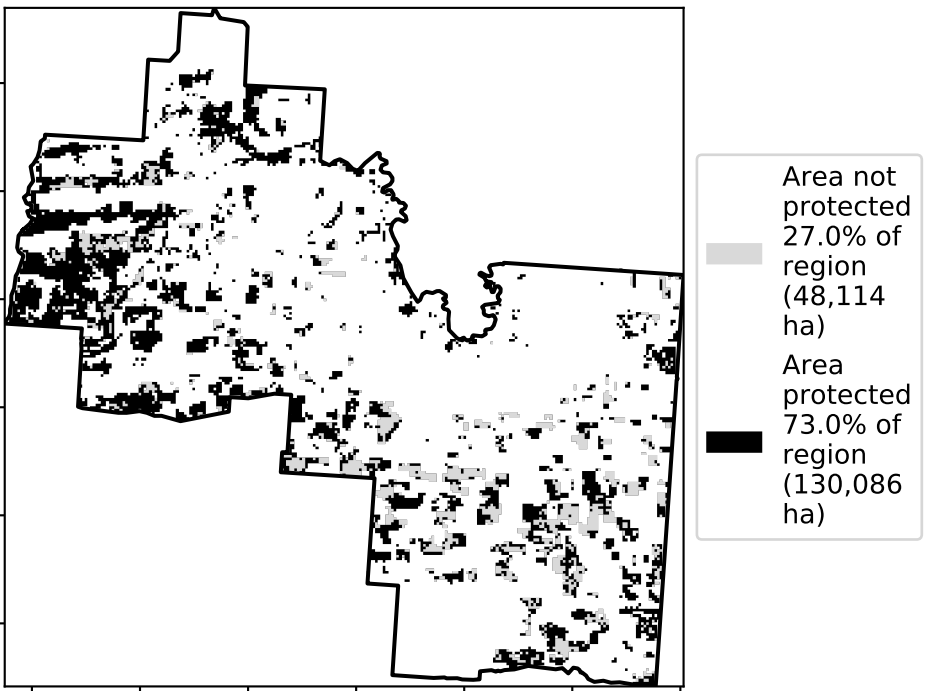 Area not
protected
27.0% of
region
(48,114
ha)
Area
protected
73.0% of
region
(130,086
ha)